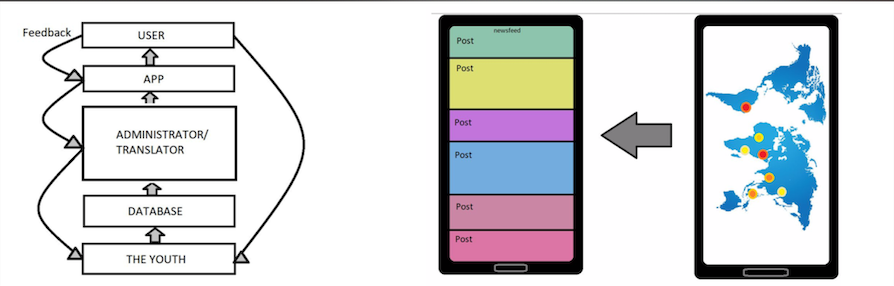 Feedback
USER
APP
ADMINISTRATOR/
TRANSLATOR
DATABASE
THE YOUTH
newsfeed
Post
Post
Post
Post
Post
Post